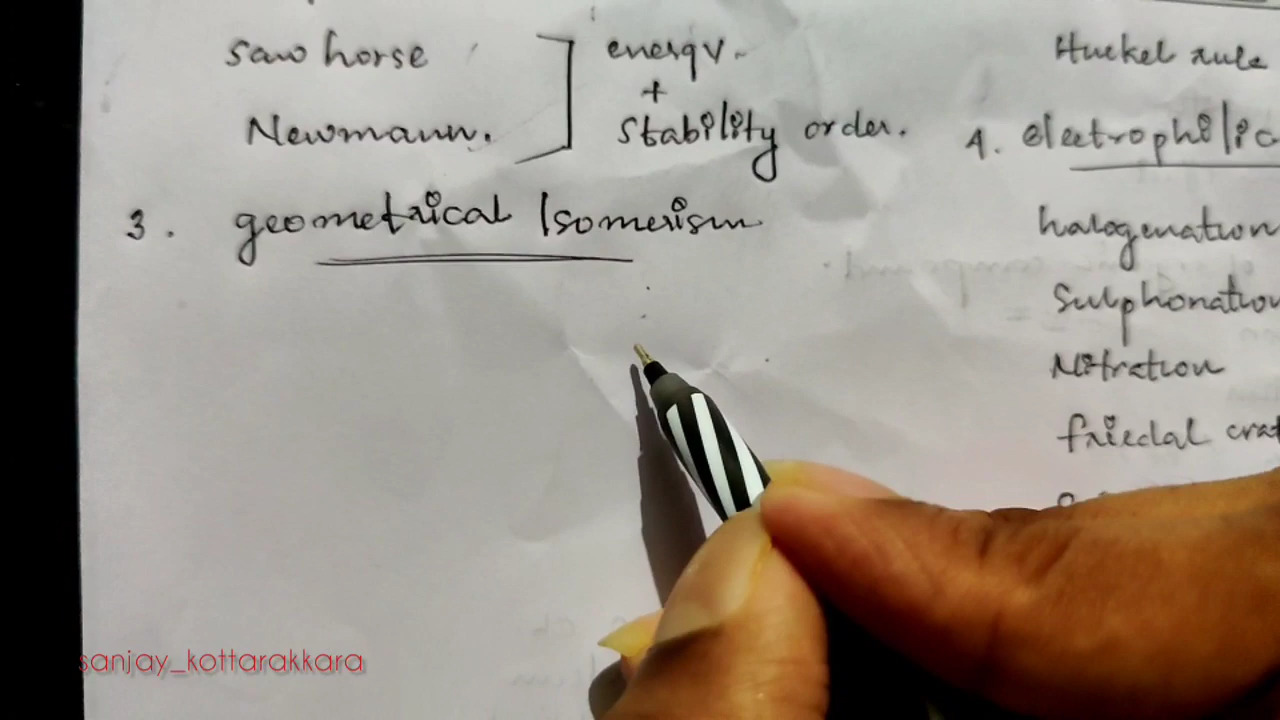 saw horse
Newmann.
energy.
+
Stability order.
3. geometrical Isomerism
Huckel rule
4. electrophilic
halogenation
Sulphonation
Nitration
friedal craf
sanjay_kottarakkara